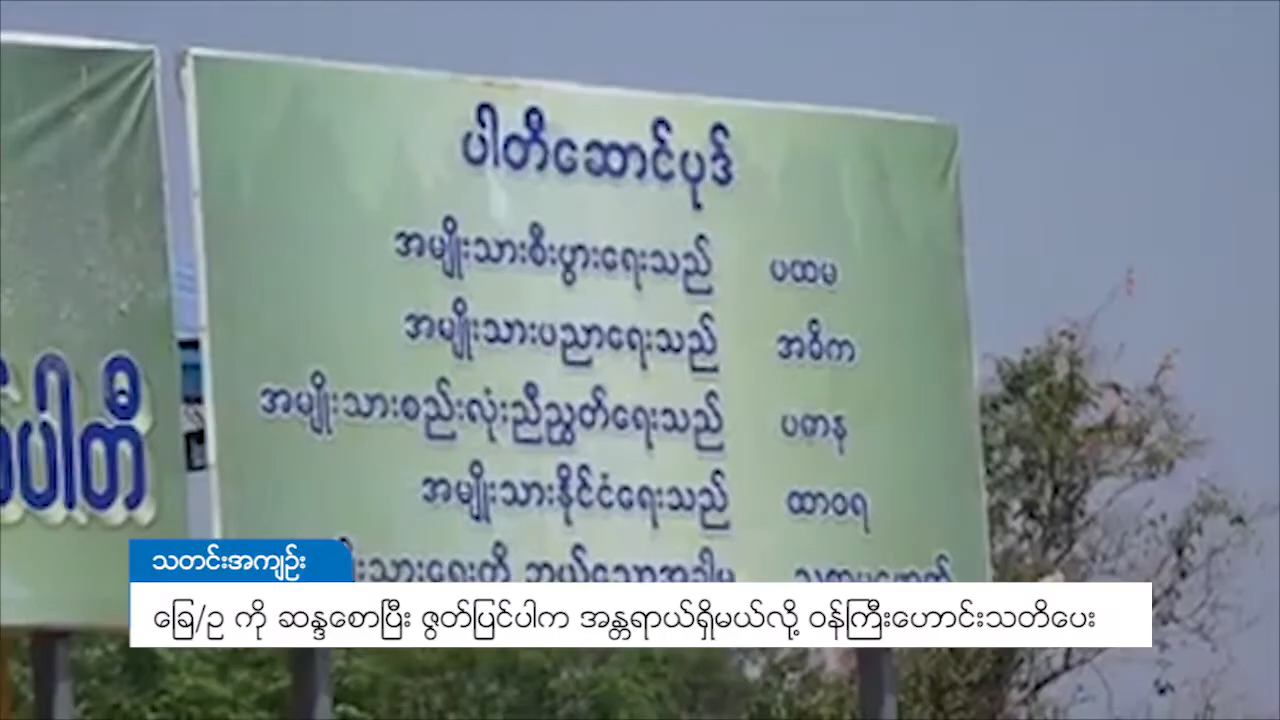 ပါတီဆောင်ပုဒ်
အမျိုးသားစီးပွားရေးသည် ပထမ
အမျိုးသားပညာရေးသည် အဓိက
အမျိုးသားစည်းလုံးညီညွတ်ရေးသည် ပဓာန
အမျိုးသားနိုင်ငံရေးသည် ထာဝရ
ပါတီ
သတင်းအကျဉ်း
ခြေ/ဥ ကို ဆန္ဒစောပြီး ဇွတ်ပြင်ပါက အန္တရာယ်ရှိမယ်လို့ ဝန်ကြီးဟောင်းသတိပေး